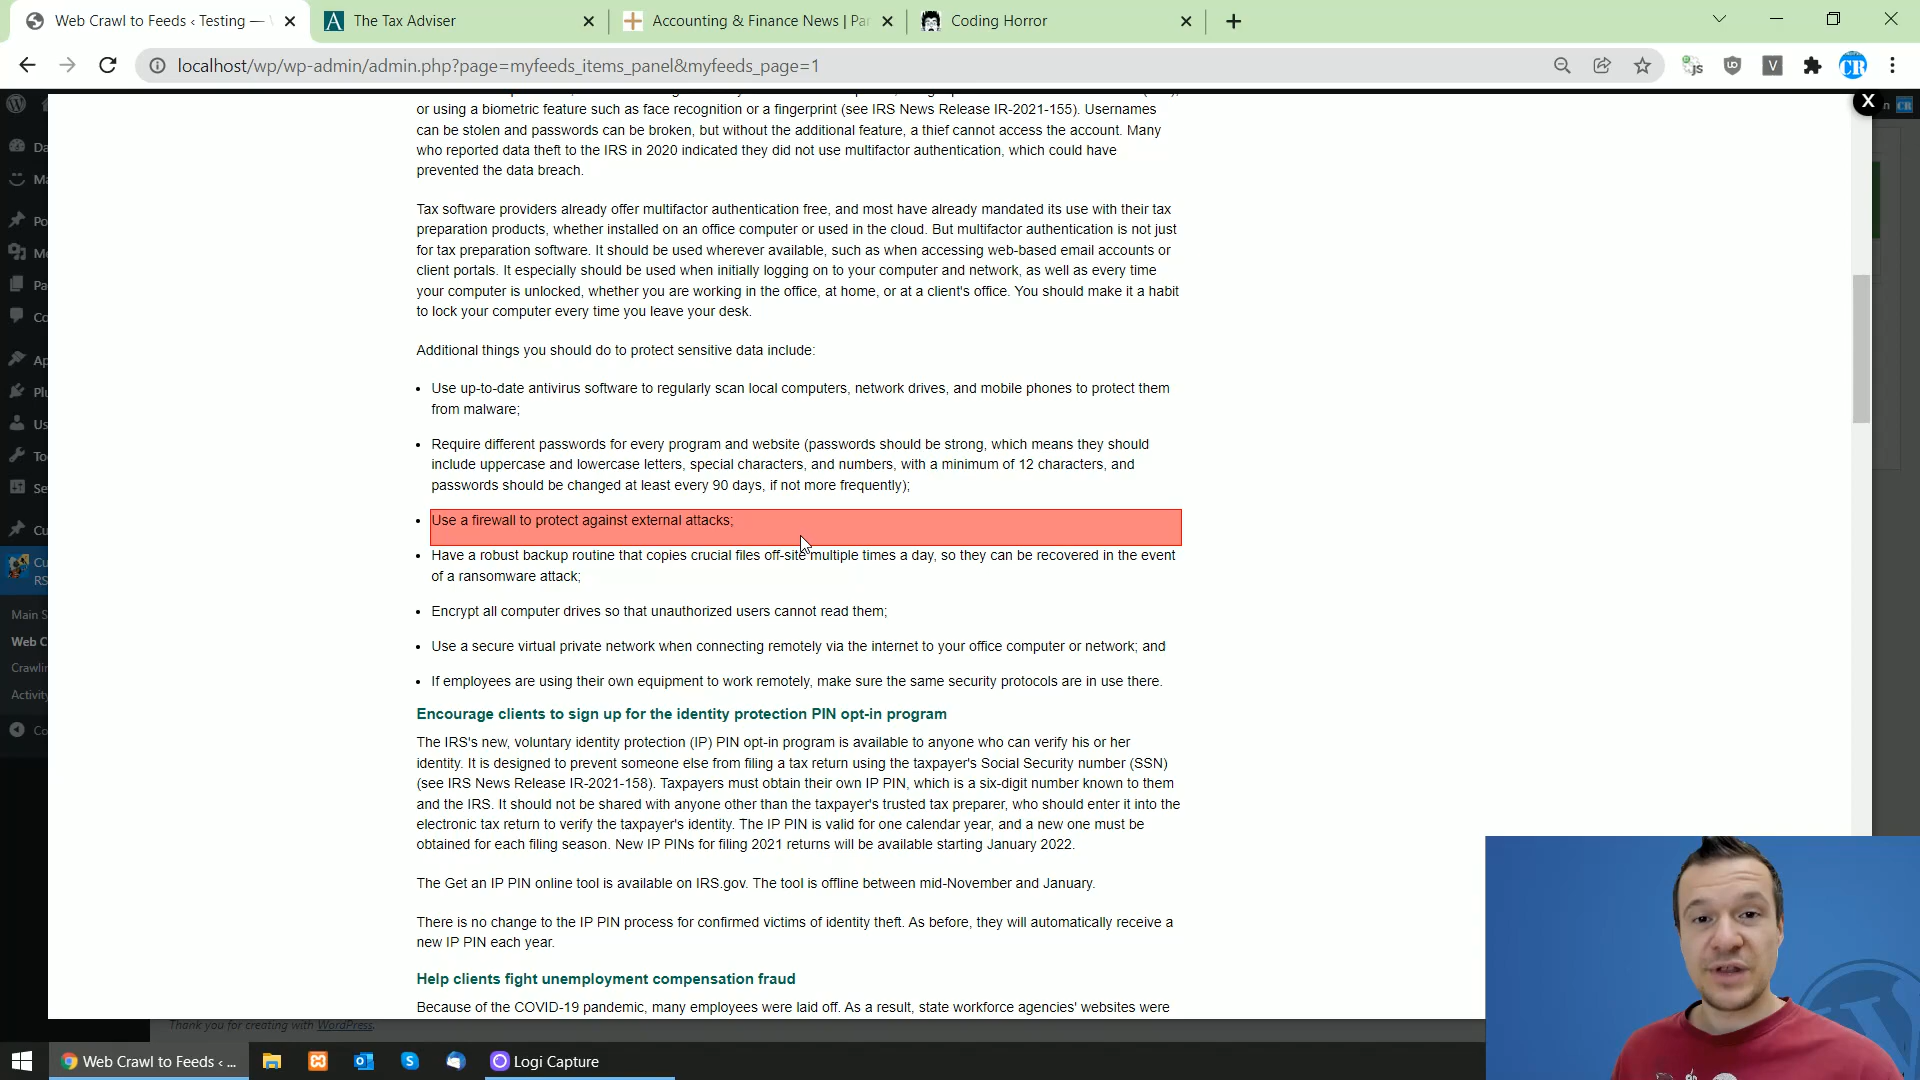 Web Crawl to Feeds ‹ Testing —
The Tax Adviser
Accounting & Finance News | Par
Coding Horror
localhost/wp/wp-admin/admin.php?page=myfeeds_items_panel&myfeeds_page=1
or using a biometric feature such as face recognition or a fingerprint (see IRS News Release IR-2021-155). Usernames
can be stolen and passwords can be broken, but without the additional feature, a thief cannot access the account. Many
who reported data theft to the IRS in 2020 indicated they did not use multifactor authentication, which could have
prevented the data breach.
Tax software providers already offer multifactor authentication free, and most have already mandated its use with their tax
preparation products, whether installed on an office computer or used in the cloud. But multifactor authentication is not just
for tax preparation software. It should be used wherever available, such as when accessing web-based email accounts or
client portals. It especially should be used when initially logging on to your computer and network, as well as every time
your computer is unlocked, whether you are working in the office, at home, or at a client's office. You should make it a habit
to lock your computer every time you leave your desk.
Additional things you should do to protect sensitive data include:
• Use up-to-date antivirus software to regularly scan local computers, network drives, and mobile phones to protect them
from malware;
• Require different passwords for every program and website (passwords should be strong, which means they should
include uppercase and lowercase letters, special characters, and numbers, with a minimum of 12 characters, and
passwords should be changed at least every 90 days, if not more frequently);
• Use a firewall to protect against external attacks;
• Have a robust backup routine that copies crucial files off-site multiple times a day, so they can be recovered in the event
of a ransomware attack;
• Encrypt all computer drives so that unauthorized users cannot read them;
• Use a secure virtual private network when connecting remotely via the internet to your office computer or network; and
• If employees are using their own equipment to work remotely, make sure the same security protocols are in use there.
Encourage clients to sign up for the identity protection PIN opt-in program
The IRS's new, voluntary identity protection (IP) PIN opt-in program is available to anyone who can verify his or her
identity. It is designed to prevent someone else from filing a tax return using the taxpayer's Social Security number (SSN)
(see IRS News Release IR-2021-158). Taxpayers must obtain their own IP PIN, which is a six-digit number known to them
and the IRS. It should not be shared with anyone other than the taxpayer's trusted tax preparer, who should enter it into the
electronic tax return to verify the taxpayer's identity. The IP PIN is valid for one calendar year, and a new one must be
obtained for each filing season. New IP PINs for filing 2021 returns will be available starting January 2022.
The Get an IP PIN online tool is available on IRS.gov. The tool is offline between mid-November and January.
There is no change to the IP PIN process for confirmed victims of identity theft. As before, they will automatically receive a
new IP PIN each year.
Help clients fight unemployment compensation fraud
Because of the COVID-19 pandemic, many employees were laid off. As a result, state workforce agencies' websites were
X
Da
Ma
Po
Me
Pa
Co
Ap
Plu
Us
To
Se
Cu
Cu
RS
Main S
Web C
Crawlin
Activity
Co
Thank you for creating with WordPress.
Web Crawl to Feeds ‹ ...
Logi Capture